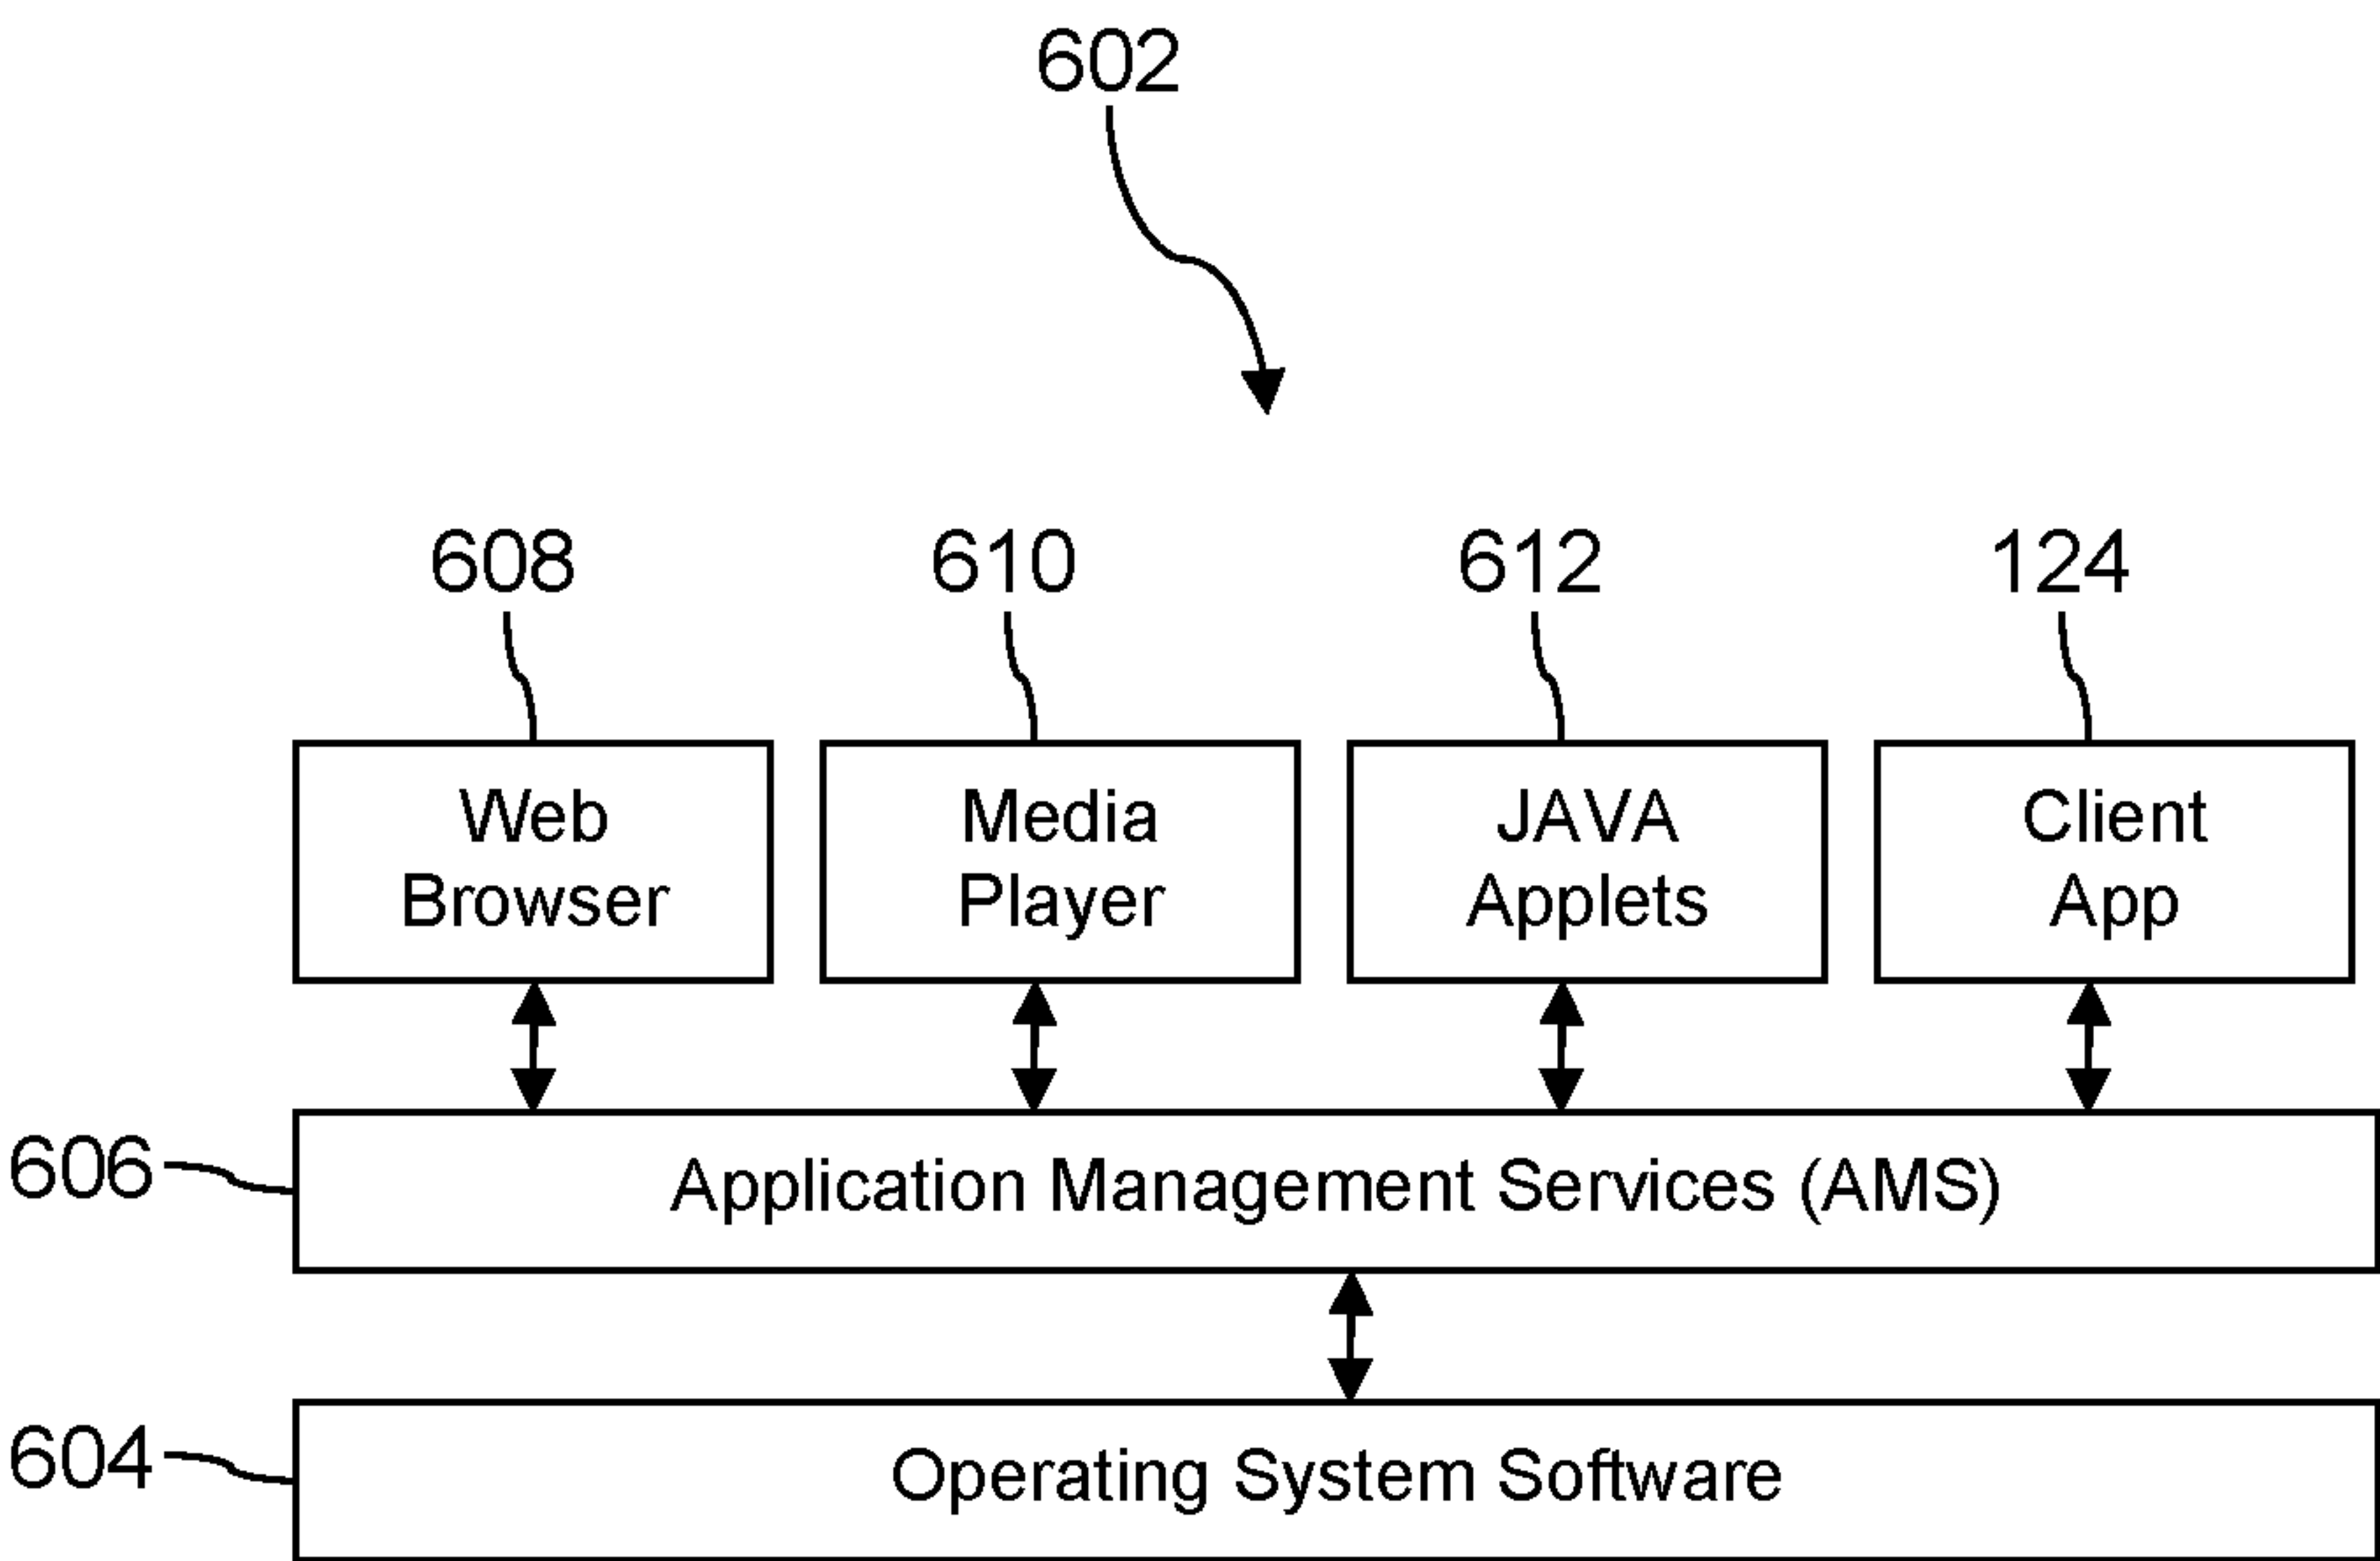 602
608
610
612
124
Web
Browser
Media
Player
JAVA
Applets
Client
App
606
Application Management Services (AMS)
604
Operating System Software